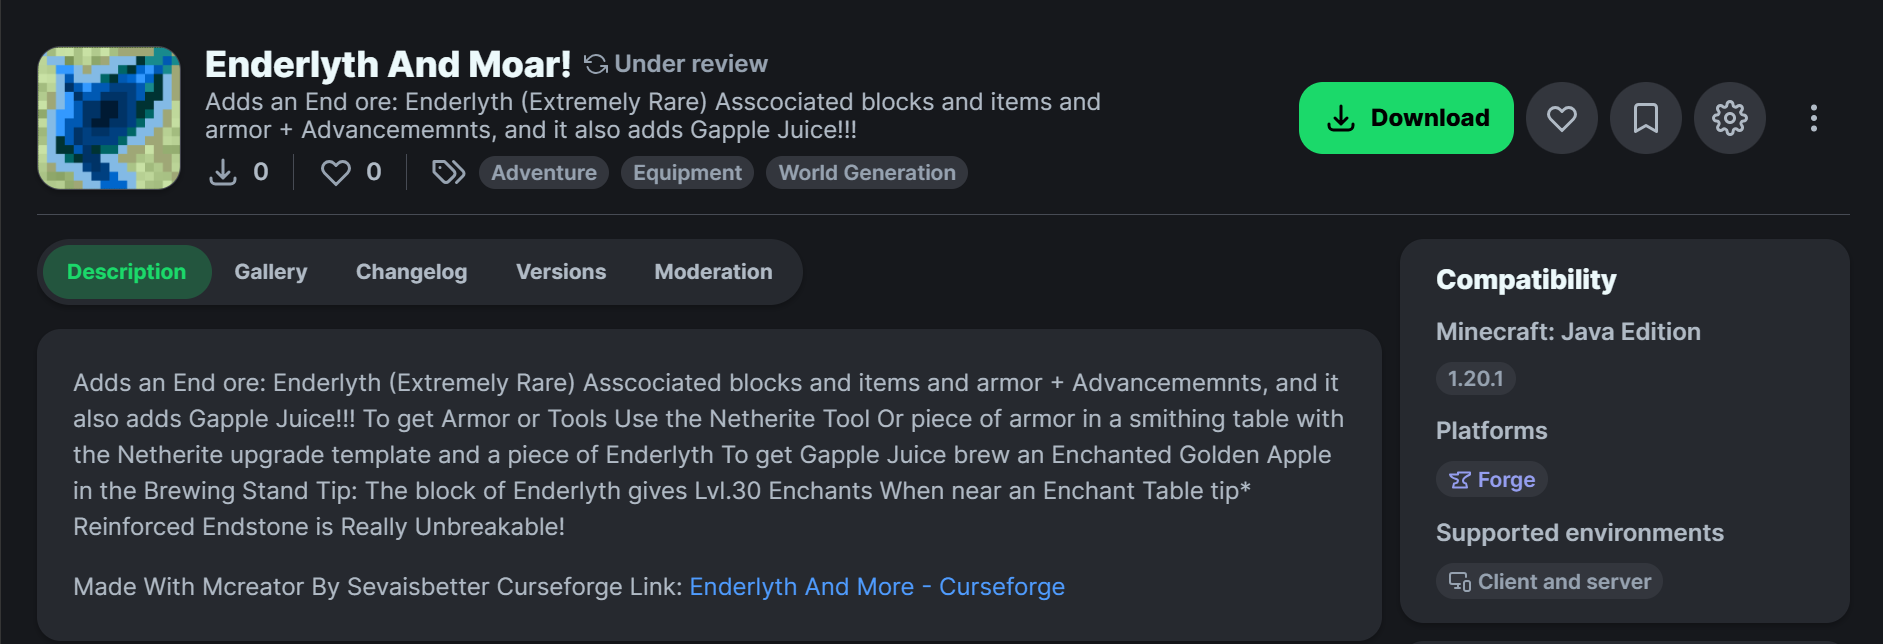 Enderlyth And Moar! Under review
Adds an End ore: Enderlyth (Extremely Rare) Asscociated blocks and items and
armor + Advancememnts, and it also adds Gapple Juice!!!
0 0 Adventure Equipment World Generation
Download
Description Gallery Changelog Versions Moderation
Adds an End ore: Enderlyth (Extremely Rare) Asscociated blocks and items and armor + Advancememnts, and it
also adds Gapple Juice!!! To get Armor or Tools Use the Netherite Tool Or piece of armor in a smithing table with
the Netherite upgrade template and a piece of Enderlyth To get Gapple Juice brew an Enchanted Golden Apple
in the Brewing Stand Tip: The block of Enderlyth gives Lvl.30 Enchants When near an Enchant Table tip*
Reinforced Endstone is Really Unbreakable!
Made With Mcreator By Sevaisbetter Curseforge Link: Enderlyth And More - Curseforge
Compatibility
Minecraft: Java Edition
1.20.1
Platforms
Forge
Supported environments
Client and server